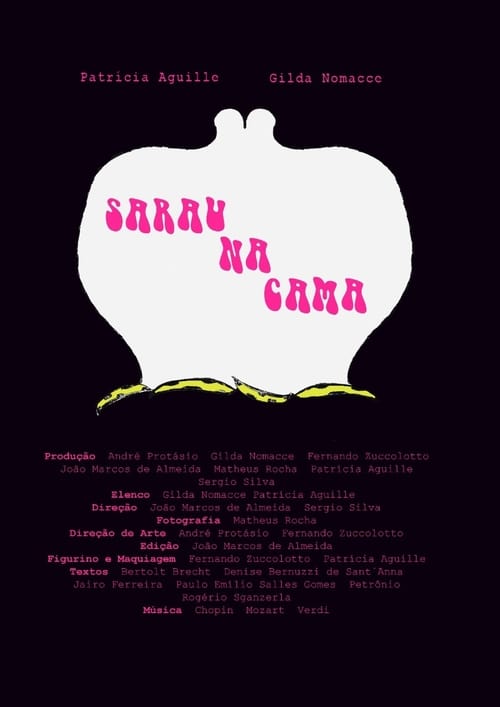 Patricia Aguille Gilda Nomacce
SARAU
NA
CAMA
Produção André Protásio Gilda Nomacce Fernando Zuccolotto
João Marcos de Almeida Matheus Rocha Patricia Aguille
Sergio Silva
Elenco Gilda Nomacce Patricia Aguille
Direção João Marcos de Almeida Sergio Silva
Fotografia Matheus Rocha
Direção de Arte André Protásio Fernando Zuccolotto
Edição João Marcos de Almeida
Figurino e Maquiagem Fernando Zuccolotto Patricia Aguille
Textos Bertolt Brecht Denise Bernuzzi de Sant´Anna
Jairo Ferreira Paulo Emilio Salles Gomes Petrônio
Rogério Sganzerla
Música Chopin Mozart Verdi